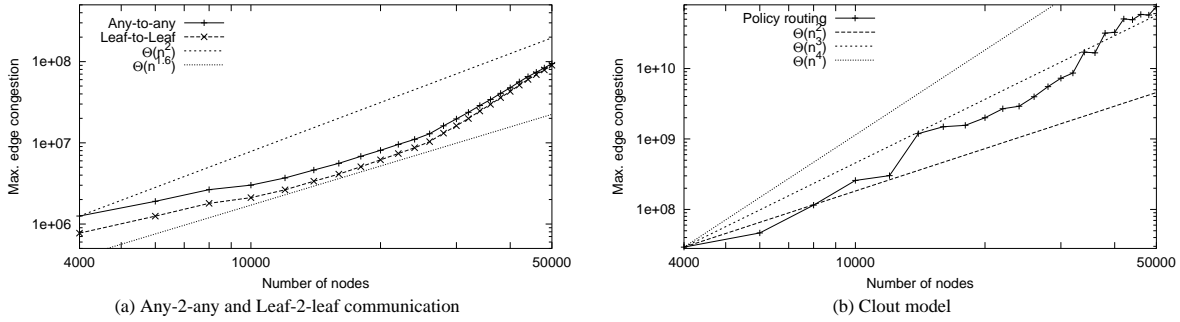 Max. edge congestion
1e+08
1e+07
1e+06
4000
10000
50000
Number of nodes
Any-to-any
Leaf-to-Leaf
Θ(n²)
Θ(n¹·⁶)
(a) Any-2-any and Leaf-2-leaf communication
Max. edge congestion
1e+10
1e+09
1e+08
4000
10000
50000
Number of nodes
Policy routing
Θ(n²)
Θ(n³)
Θ(n⁴)
(b) Clout model